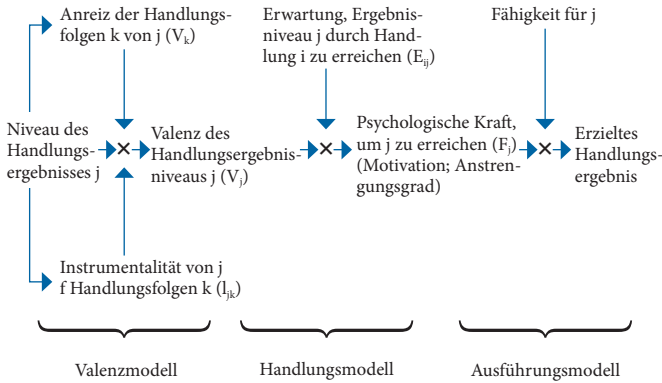 Anreiz der Handlungs-
folgen k von j (Vk)
Erwartung, Ergebnis-
niveau j durch Hand-
lung i zu erreichen (Eij)
Fähigkeit für j
Niveau des
Handlungs-
ergebnisses j
Valenz des
Handlungsergebnis-
niveaus j (Vj)
Psychologische Kraft,
um j zu erreichen (Fj)
(Motivation; Anstren-
gungsgrad)
Erzieltes
Handlungs-
ergebnis
Instrumentalität von j
f Handlungsfolgen k (ljk)
Valenzmodell
Handlungsmodell
Ausführungsmodell